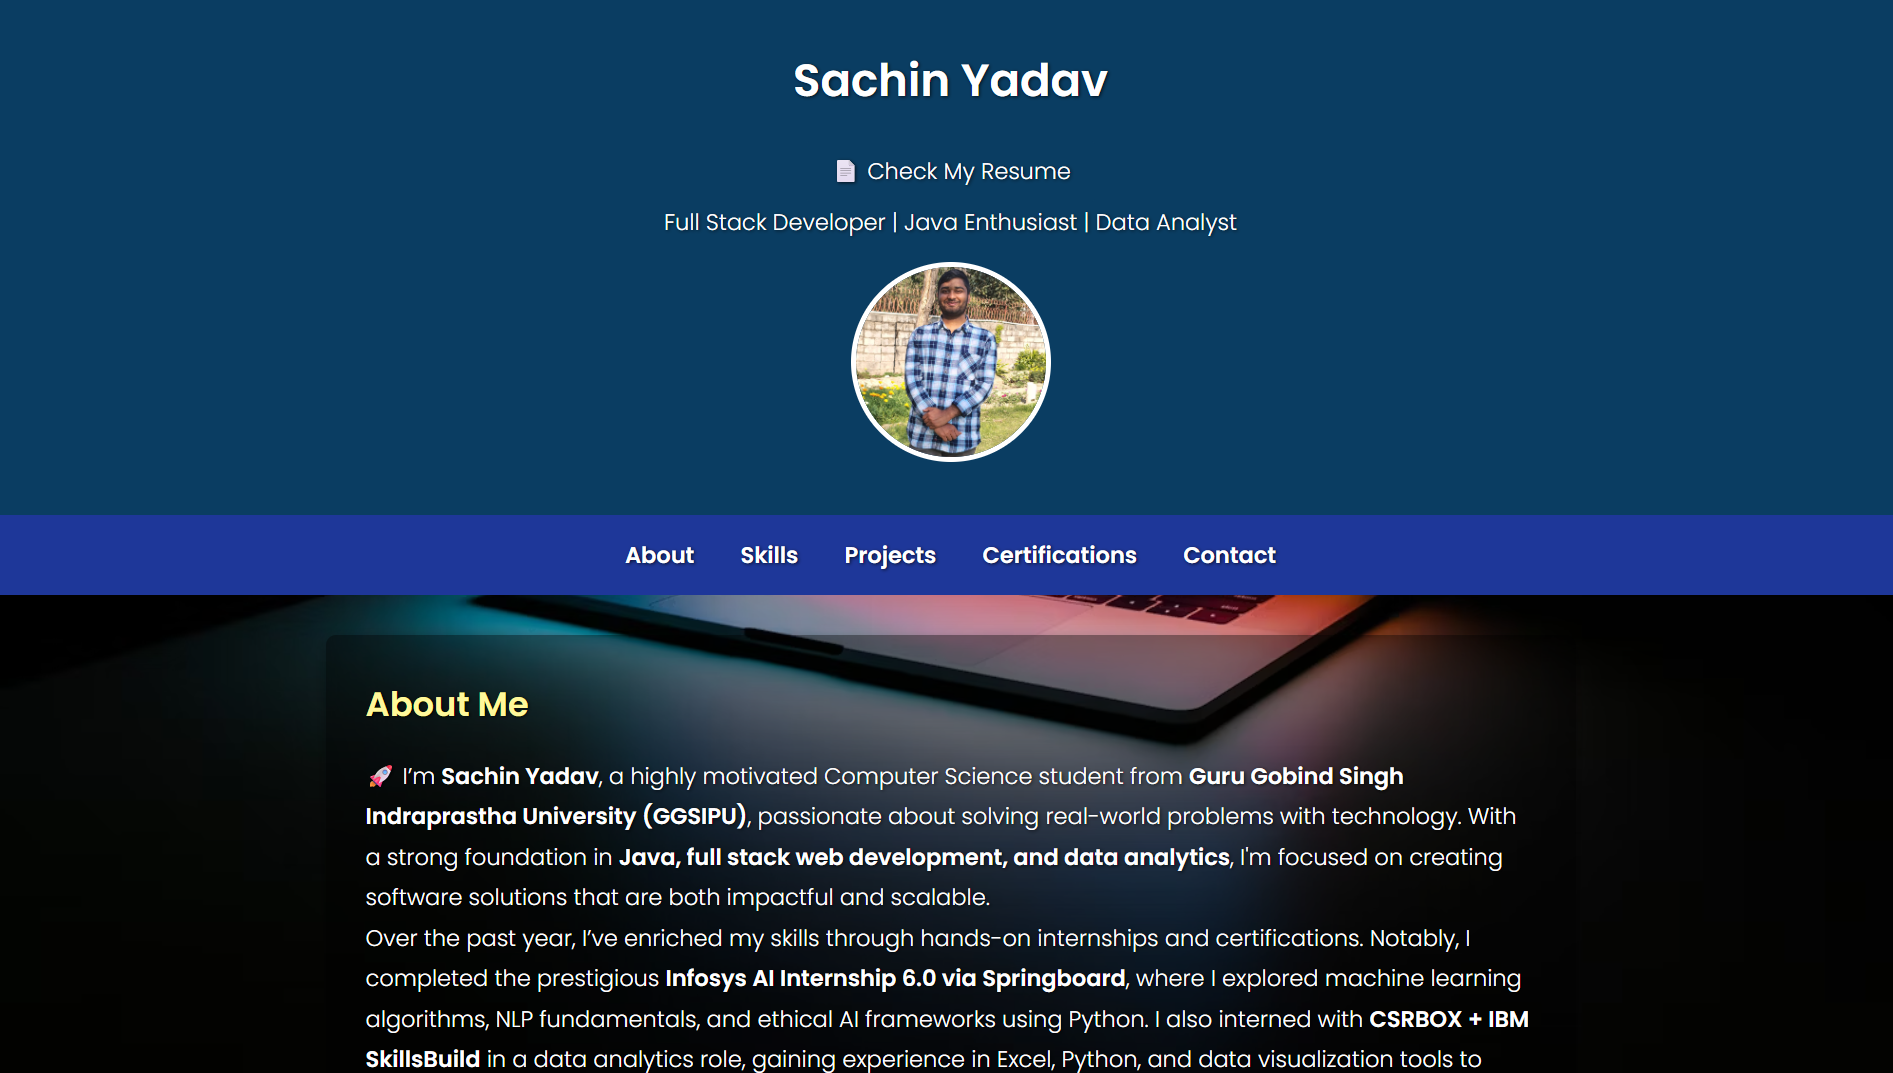 Sachin Yadav
📄 Check My Resume
Full Stack Developer | Java Enthusiast | Data Analyst
About Skills Projects Certifications Contact
About Me
🚀 I’m Sachin Yadav, a highly motivated Computer Science student from Guru Gobind Singh
Indraprastha University (GGSIPU), passionate about solving real-world problems with technology. With
a strong foundation in Java, full stack web development, and data analytics, I'm focused on creating
software solutions that are both impactful and scalable.
Over the past year, I’ve enriched my skills through hands-on internships and certifications. Notably, I
completed the prestigious Infosys AI Internship 6.0 via Springboard, where I explored machine learning
algorithms, NLP fundamentals, and ethical AI frameworks using Python. I also interned with CSRBOX + IBM
SkillsBuild in a data analytics role, gaining experience in Excel, Python, and data visualization tools to